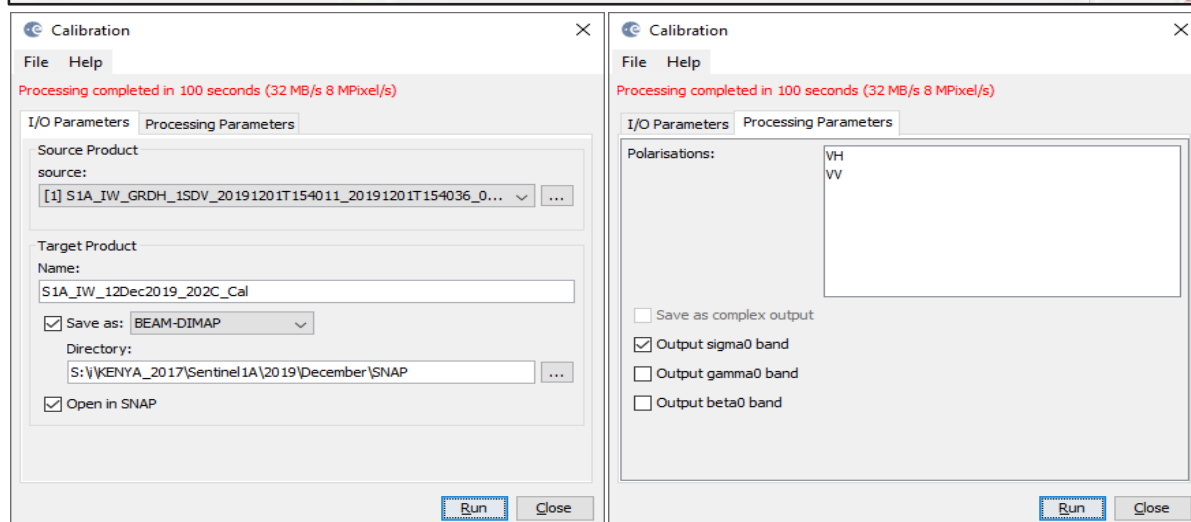 Calibration
File Help
Processing completed in 100 seconds (32 MB/s 8 MPixel/s)
I/O Parameters Processing Parameters
Source Product
source:
[1] S1A_IW_GRDH_1SDV_20191201T154011_20191201T154036_0... ...
Target Product
Name:
S1A_IW_12Dec2019_202C_Cal
Save as: BEAM-DIMAP
Directory:
S:\j\KENYA_2017\Sentinel1A\2019\December\SNAP ...
Open in SNAP
Run Close
Calibration
File Help
Processing completed in 100 seconds (32 MB/s 8 MPixel/s)
I/O Parameters Processing Parameters
Polarisations:
VH
VV
Save as complex output
Output sigma0 band
Output gamma0 band
Output beta0 band
Run Close